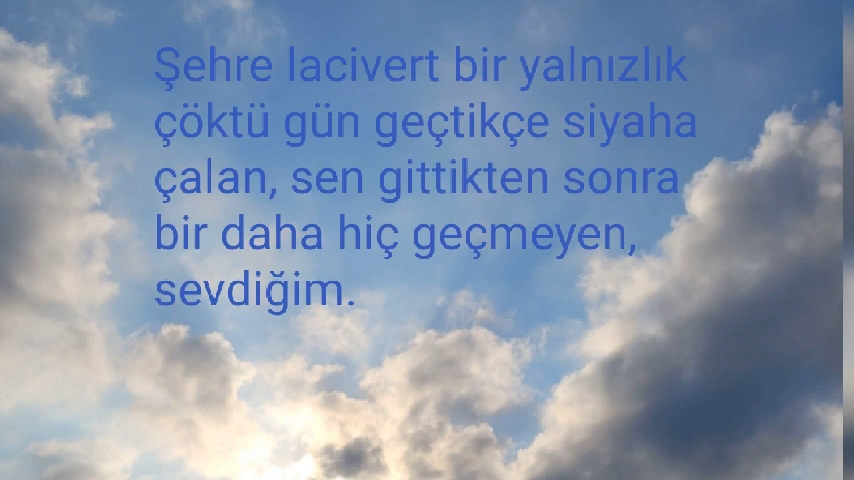 Şehre lacivert bir yalnızlık
çöktü gün geçtikçe siyaha
çalan, sen gittikten sonra
bir daha hiç geçmeyen,
sevdiğim.